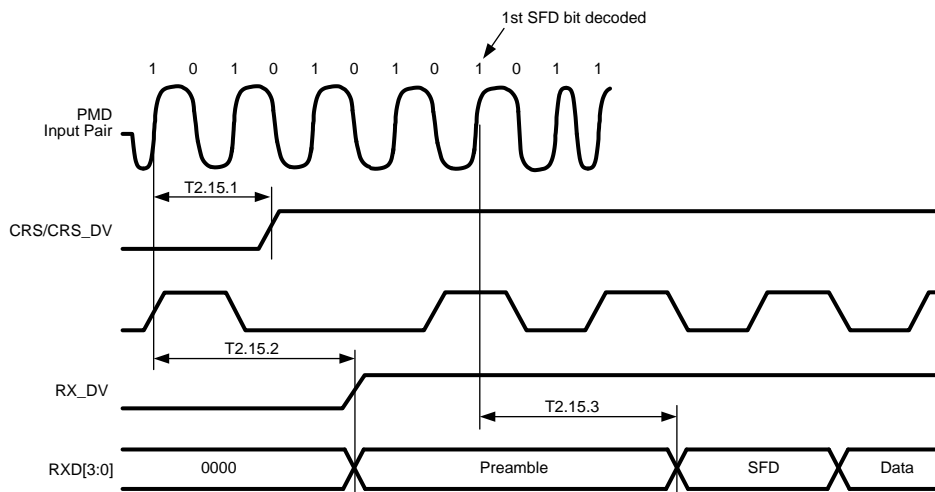 1st SFD bit decoded
1 0 1 0 1 0 1 0 1 0 1 1
PMD
Input Pair
T2.15.1
CRS/CRS_DV
T2.15.2
RX_DV
T2.15.3
RXD[3:0]
0000
Preamble
SFD
Data